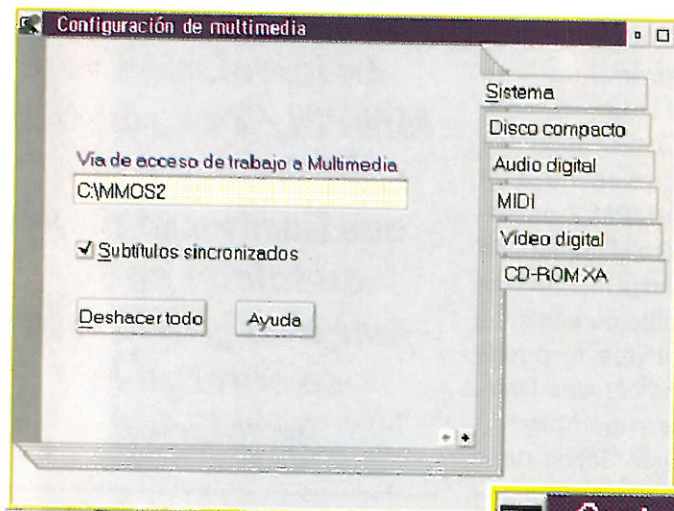 Configuración de multimedia
Sistema
Disco compacto
Audio digital
MIDI
Vídeo digital
CD-ROM XA
Vía de acceso de trabajo a Multimedia
C:\MMOS2
✓ Subtítulos sincronizados
Deshacer todo
Ayuda